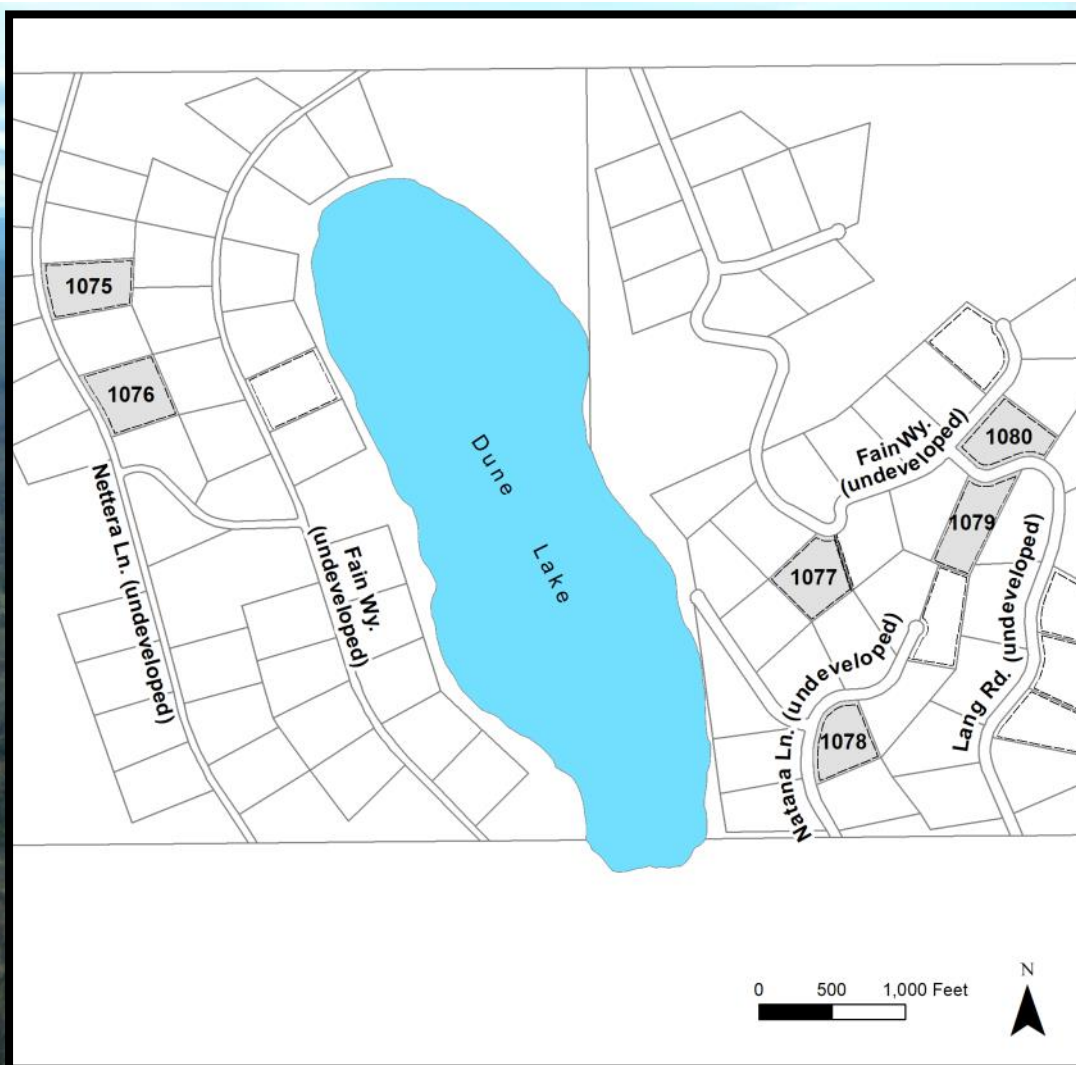 1075
1076
Nettera Ln. (undeveloped)
Fain Wy.
(undeveloped)
Dune
Lake
Fain Wy.
(undeveloped)
1080
1079
1077
Natana Ln. (undeveloped)
1078
Lang Rd. (undeveloped)
0 500 1,000 Feet
N